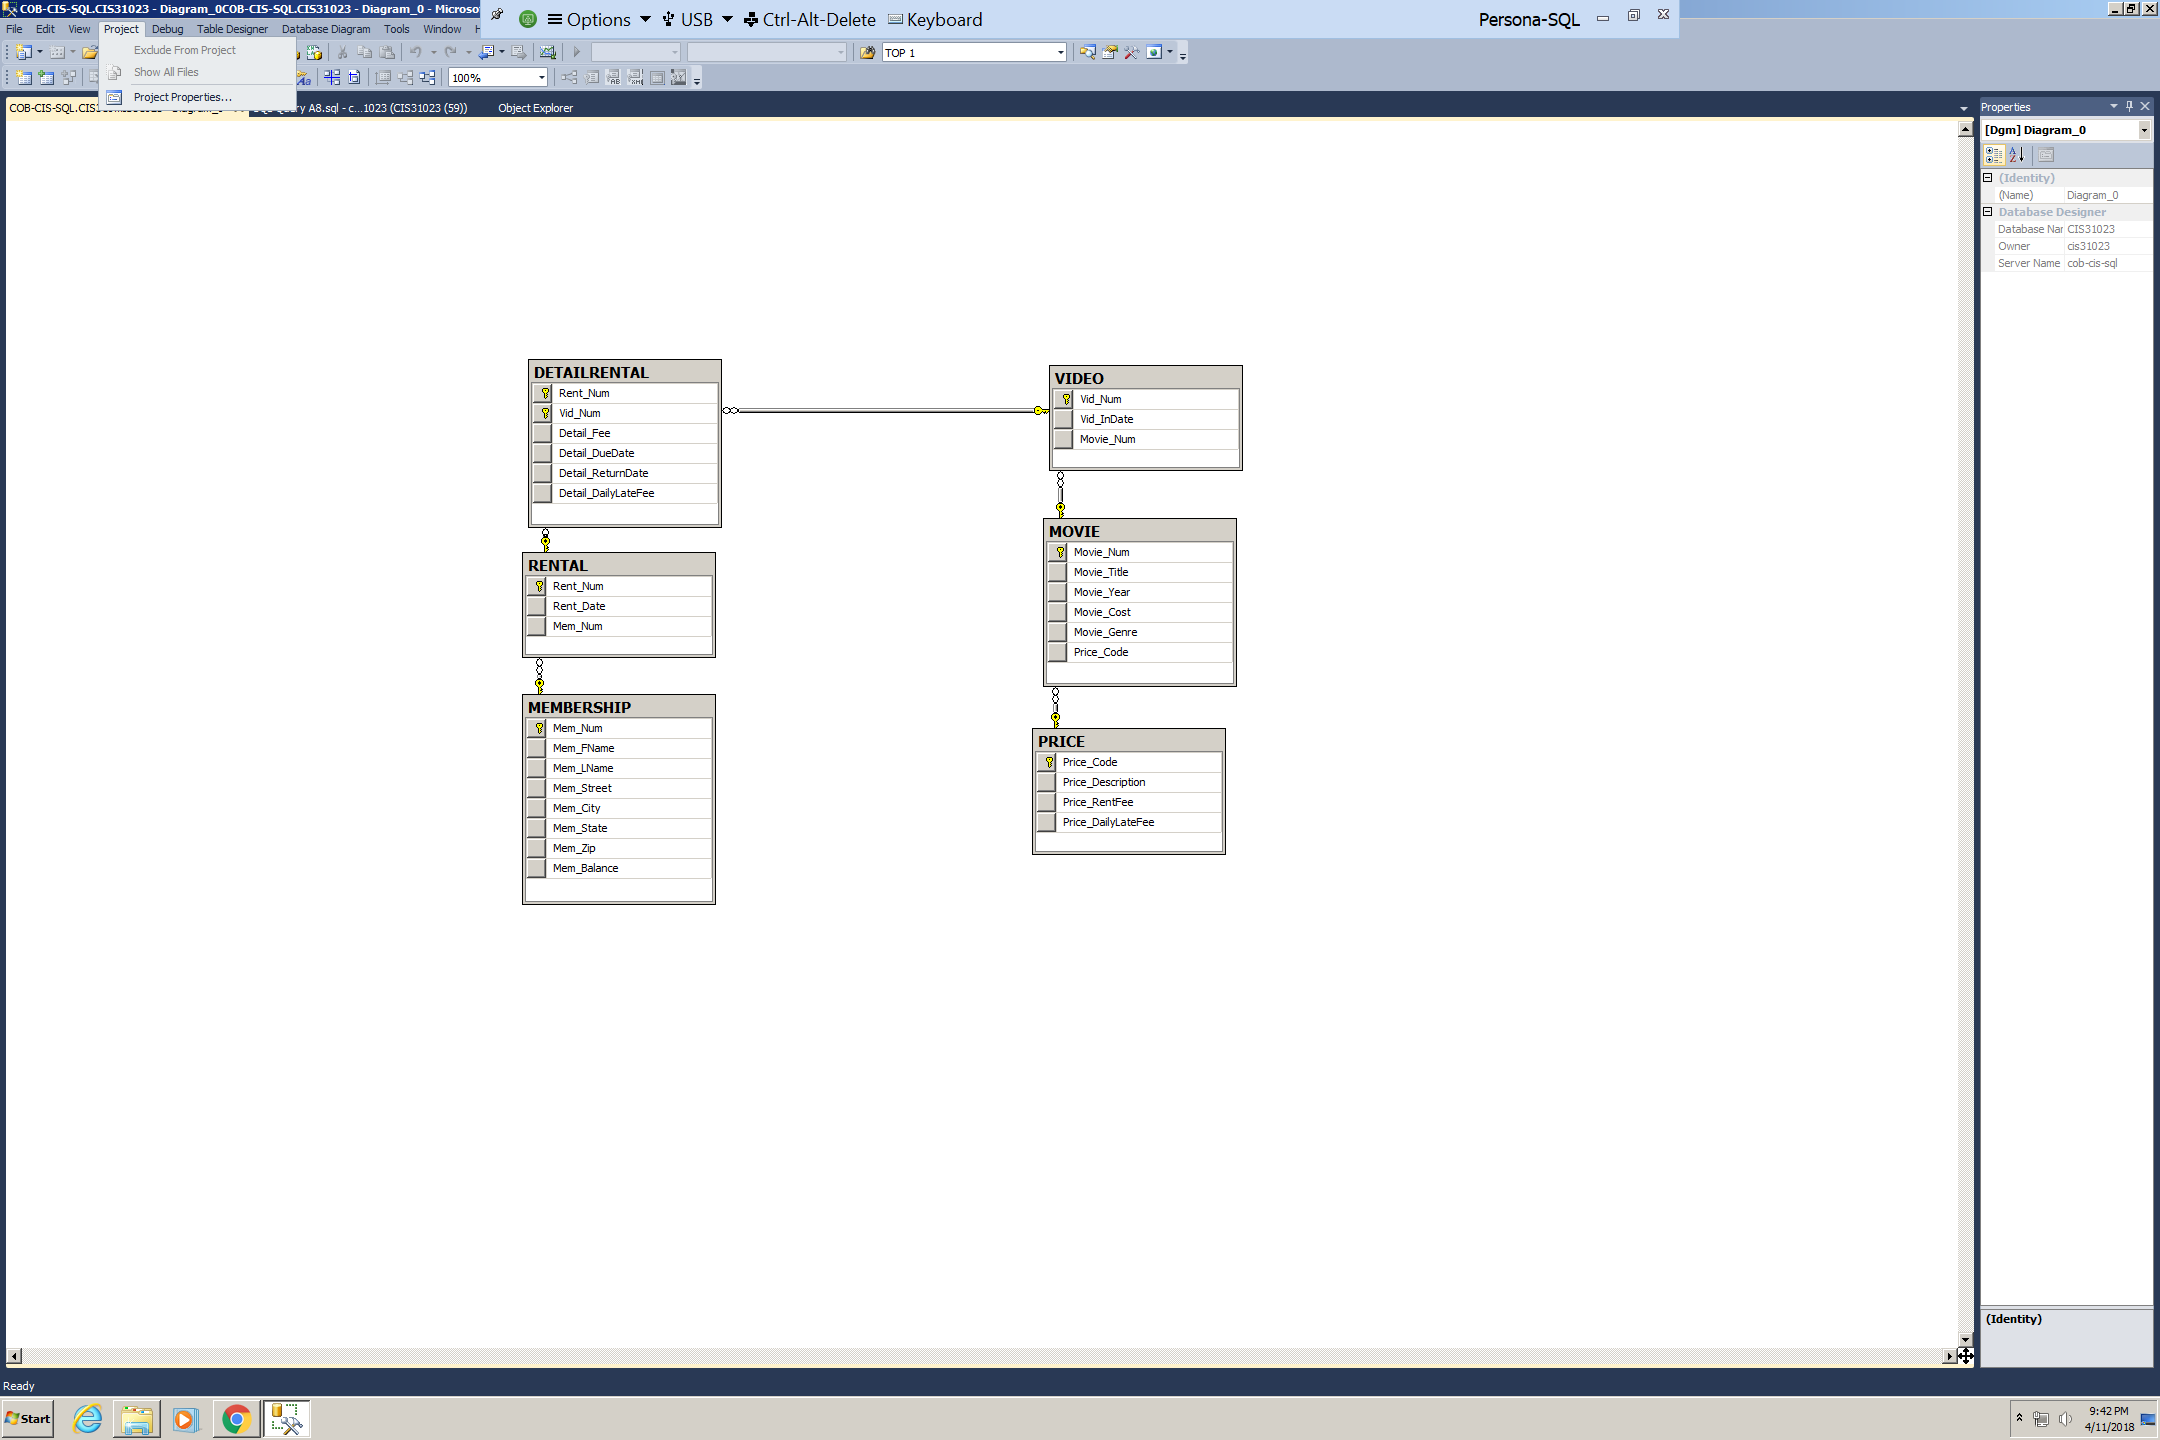 COB-CIS-SQL.CIS31023 - Diagram_0COB-CIS-SQL.CIS31023 - Diagram_0 - Microso
Options USB Ctrl-Alt-Delete Keyboard Persona-SQL
File Edit View Project Debug Table Designer Database Diagram Tools Window H
Exclude From Project
Show All Files
Project Properties...
TOP 1
100%
COB-CIS-SQL.CIS
A8.sql - c...1023 (CIS31023 (59))
Object Explorer
Properties
[Dgm] Diagram_0
(Identity)
(Name) Diagram_0
Database Designer
Database Nar CIS31023
Owner cis31023
Server Name cob-cis-sql
DETAILRENTAL
Rent_Num
Vid_Num
Detail_Fee
Detail_DueDate
Detail_ReturnDate
Detail_DailyLateFee
VIDEO
Vid_Num
Vid_InDate
Movie_Num
RENTAL
Rent_Num
Rent_Date
Mem_Num
MOVIE
Movie_Num
Movie_Title
Movie_Year
Movie_Cost
Movie_Genre
Price_Code
MEMBERSHIP
Mem_Num
Mem_FName
Mem_LName
Mem_Street
Mem_City
Mem_State
Mem_Zip
Mem_Balance
PRICE
Price_Code
Price_Description
Price_RentFee
Price_DailyLateFee
(Identity)
Ready
Start
9:42 PM
4/11/2018